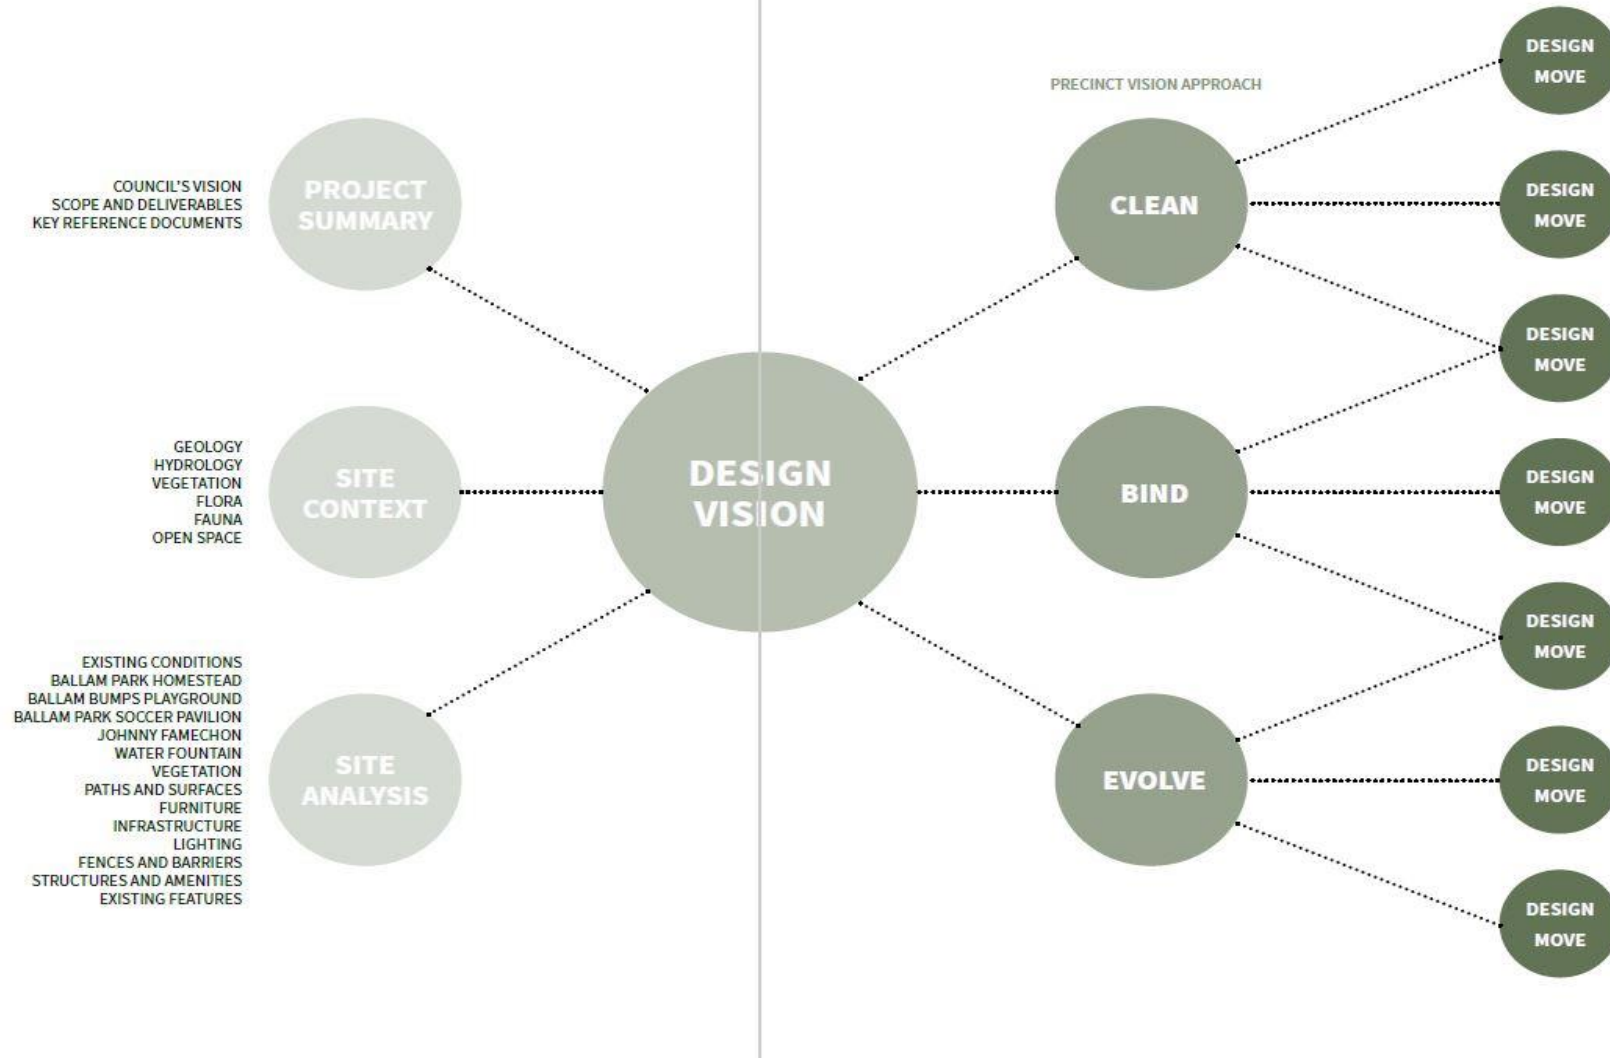 COUNCIL'S VISION
SCOPE AND DELIVERABLES
KEY REFERENCE DOCUMENTS
PROJECT
SUMMARY
GEOLOGY
HYDROLOGY
VEGETATION
FLORA
FAUNA
OPEN SPACE
SITE
CONTEXT
EXISTING CONDITIONS
BALLAM PARK HOMESTEAD
BALLAM BUMPS PLAYGROUND
BALLAM PARK SOCCER PAVILION
JOHNNY FAMECHON
WATER FOUNTAIN
VEGETATION
PATHS AND SURFACES
FURNITURE
INFRASTRUCTURE
LIGHTING
FENCES AND BARRIERS
STRUCTURES AND AMENITIES
EXISTING FEATURES
SITE
ANALYSIS
DESIGN
VISION
PRECINCT VISION APPROACH
CLEAN
BIND
EVOLVE
DESIGN
MOVE
DESIGN
MOVE
DESIGN
MOVE
DESIGN
MOVE
DESIGN
MOVE
DESIGN
MOVE
DESIGN
MOVE